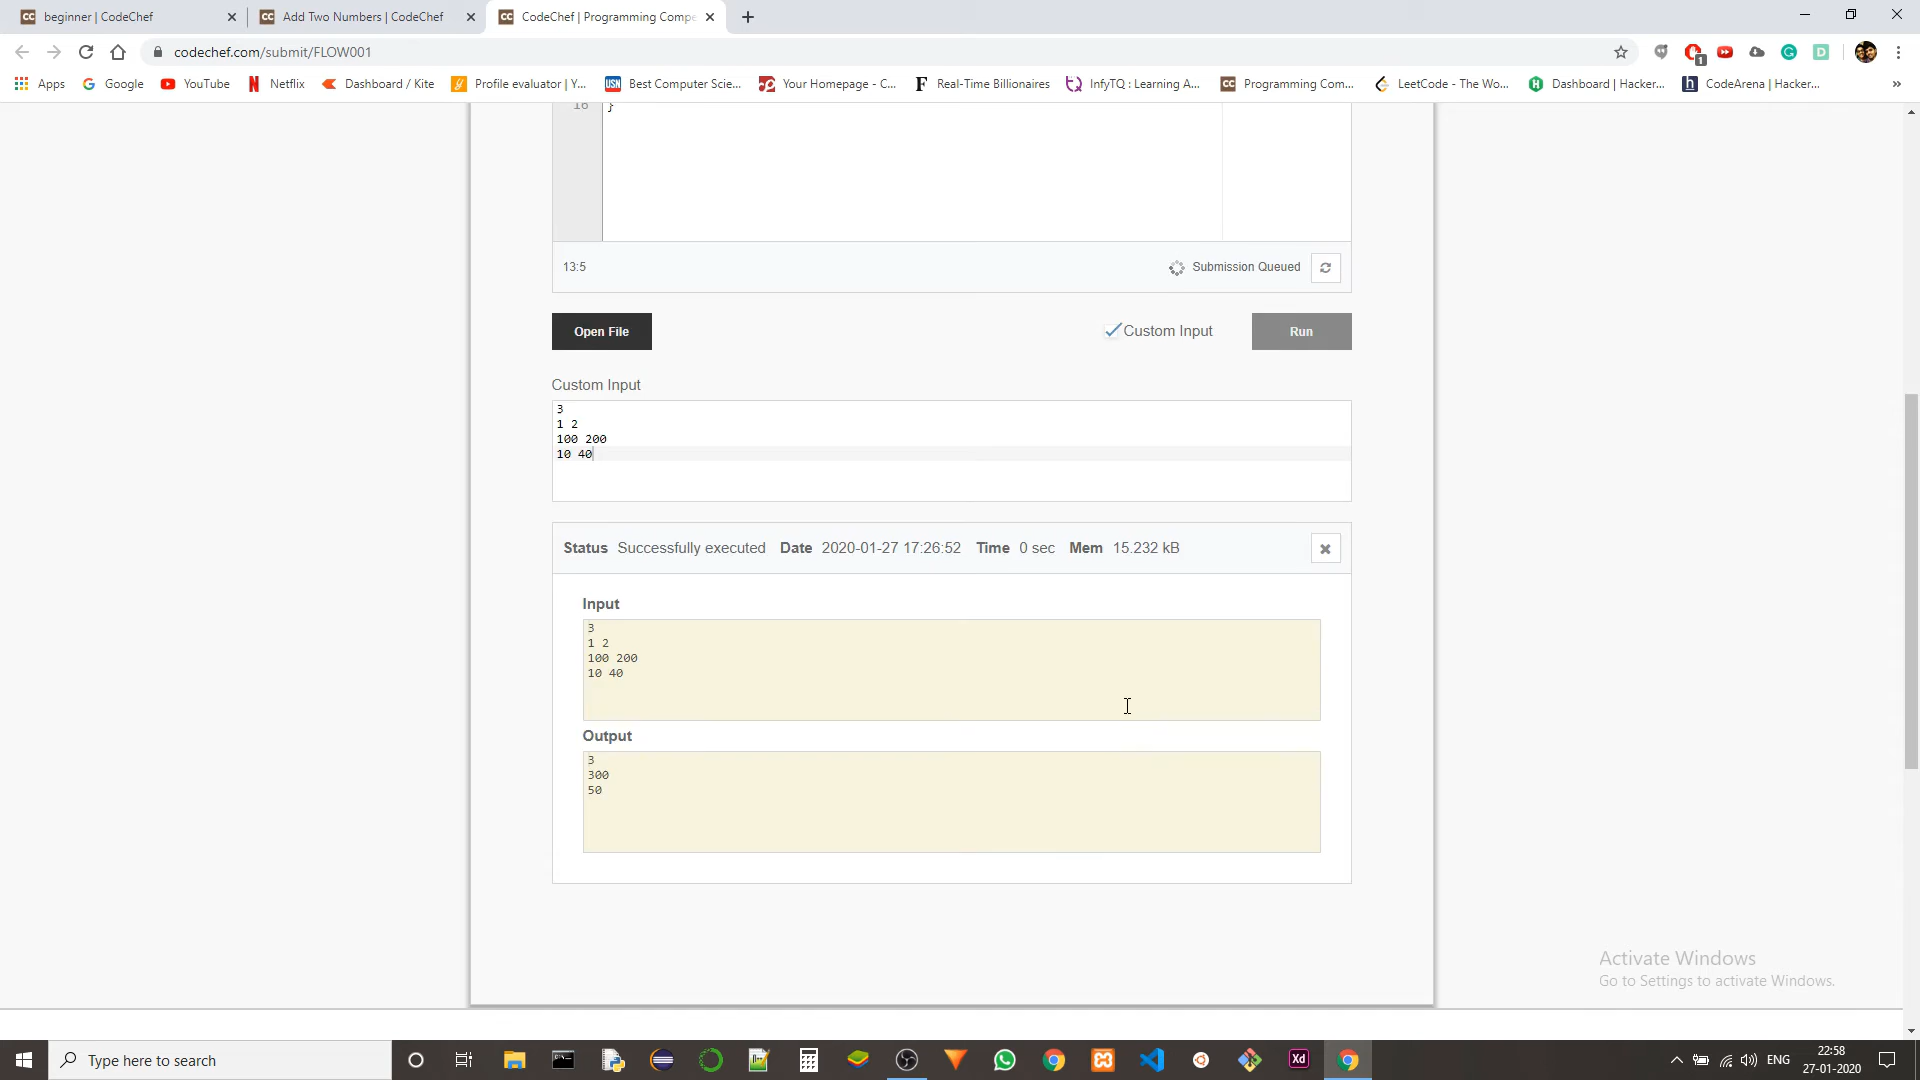 beginner | CodeChef
Add Two Numbers | CodeChef
CodeChef | Programming Compe
codechef.com/submit/FLOW001
1
Apps
Google
YouTube
Netflix
Dashboard / Kite
Profile evaluator | Y...
Best Computer Scie...
Your Homepage - C...
Real-Time Billionaires
InfyTQ : Learning A...
Programming Com...
LeetCode - The Wo...
Dashboard | Hacker...
CodeArena | Hacker...
»
16 }
13:5
Submission Queued
Open File
Custom Input
Run
Custom Input
3
1 2
100 200
10 40
Status Successfully executed Date 2020-01-27 17:26:52 Time 0 sec Mem 15.232 kB
Input
3
1 2
100 200
10 40
Output
3
300
50
Activate Windows
Go to Settings to activate Windows.
Type here to search
Xd
ENG
22:58
27-01-2020